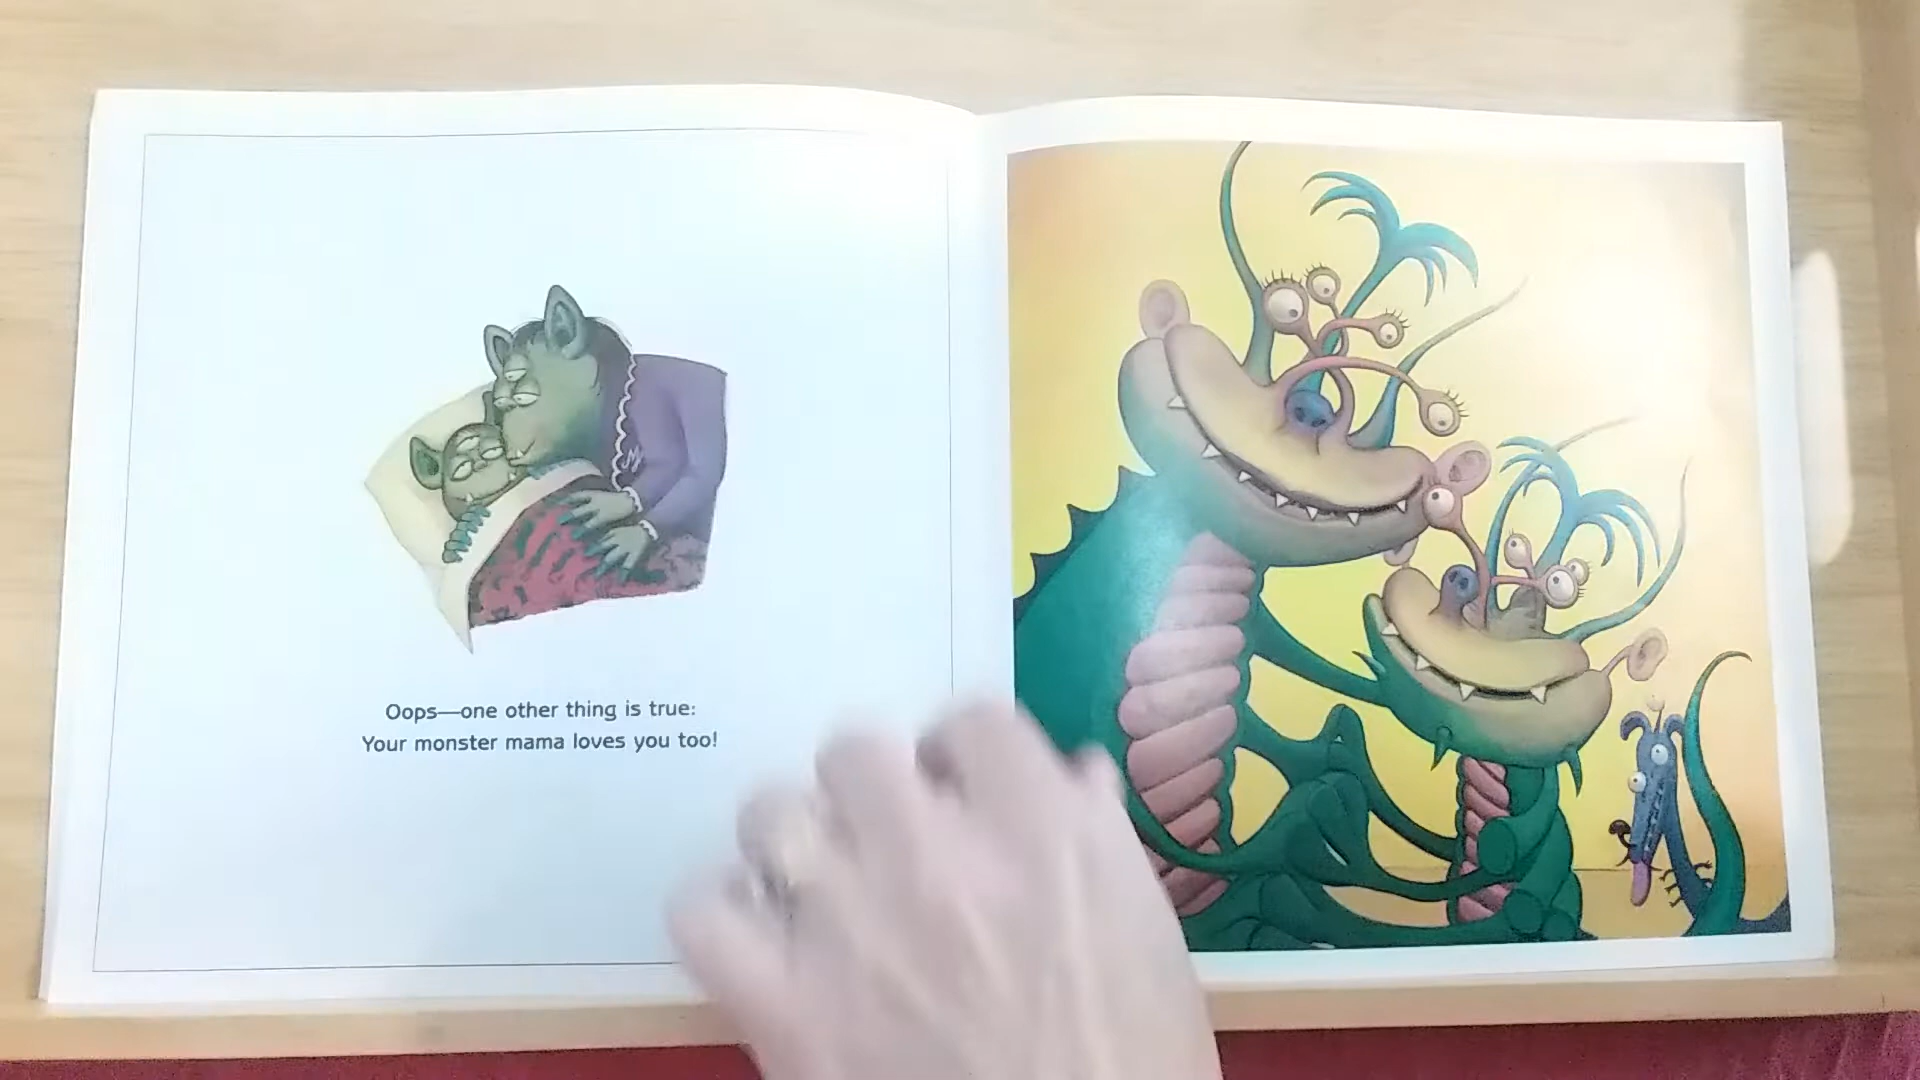 Oops—one other thing is true:
Your monster mama loves you too!